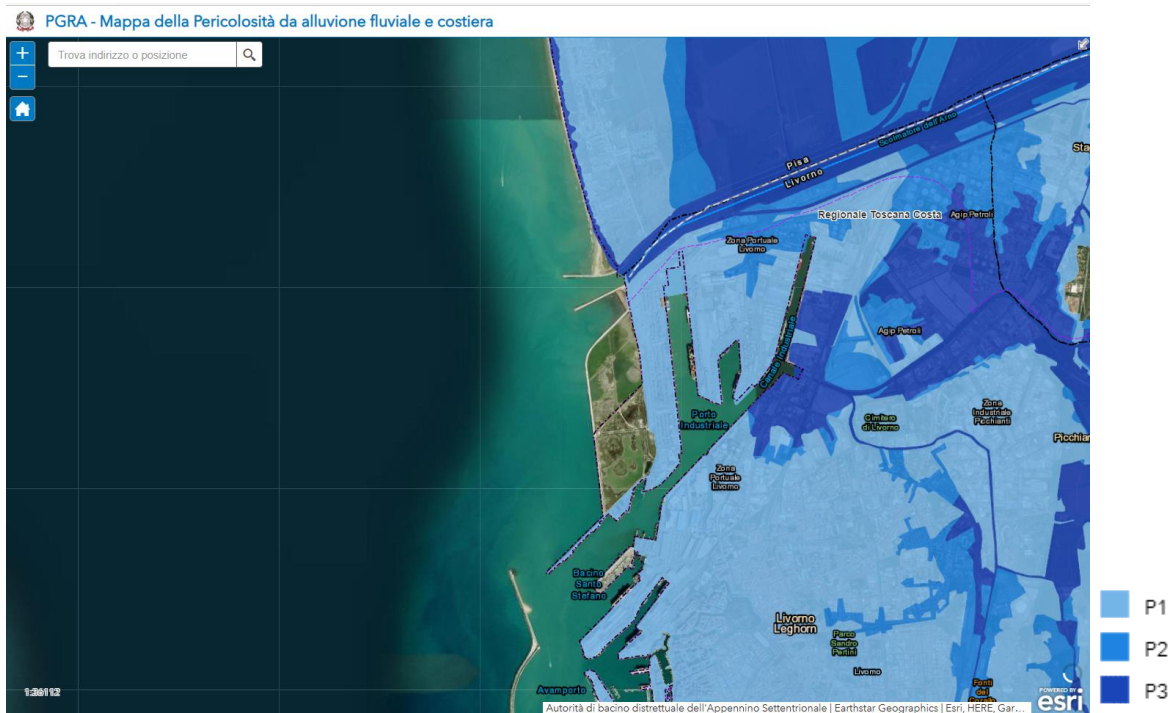 PGRA - Mappa della Pericolosità da alluvione fluviale e costiera
+
Trova indirizzo o posizione
−
Scolmatore dell'Arno
Pisa
Livorno
Sta
Regionale Toscana Costa
Agip Petroli
Zona Portuale
Livorno
Canale Industriale
Agip Petroli
Porto
Industriale
Cimitero
di Livorno
Zona
Industriale
Picchianti
Picchia
Zona
Portuale
Livorno
Bacino
Santo
Stefano
Livorno
Leghorn
Parco
Sandro
Pertini
Livorno
Fonti
del
Avamporto
1:36112
POWERED BY
esri
Autorità di bacino distrettuale dell'Appennino Settentrionale | Earthstar Geographics | Esri, HERE, Gar...
P1
P2
P3